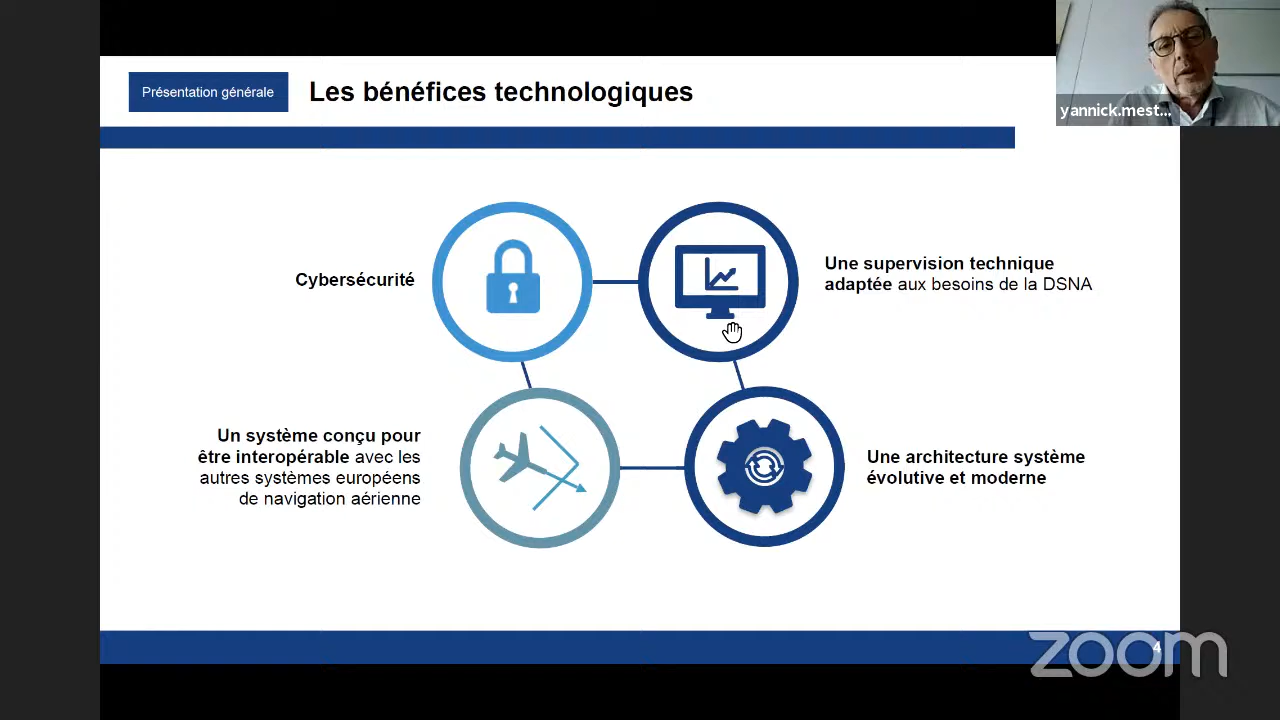 Présentation générale
Les bénéfices technologiques
yannick.mest...
Cybersécurité
Une supervision technique
adaptée aux besoins de la DSNA
Un système conçu pour
être interopérable avec les
autres systèmes européens
de navigation aérienne
Une architecture système
évolutive et moderne
4
zoom